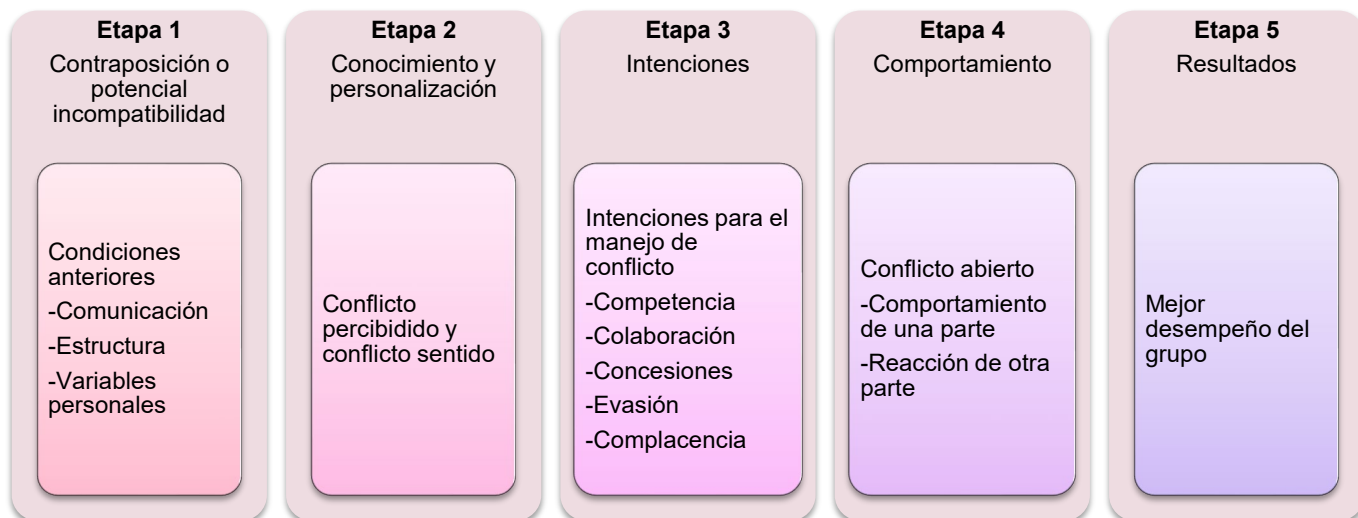 Etapa 1
Contraposición o
potencial
incompatibilidad
Condiciones
anteriores
-Comunicación
-Estructura
-Variables
personales
Etapa 2
Conocimiento y
personalización
Conflicto
percibidido y
conflicto sentido
Etapa 3
Intenciones
Intenciones para el
manejo de
conflicto
-Competencia
-Colaboración
-Concesiones
-Evasión
-Complacencia
Etapa 4
Comportamiento
Conflicto abierto
-Comportamiento
de una parte
-Reacción de otra
parte
Etapa 5
Resultados
Mejor
desempeño del
grupo